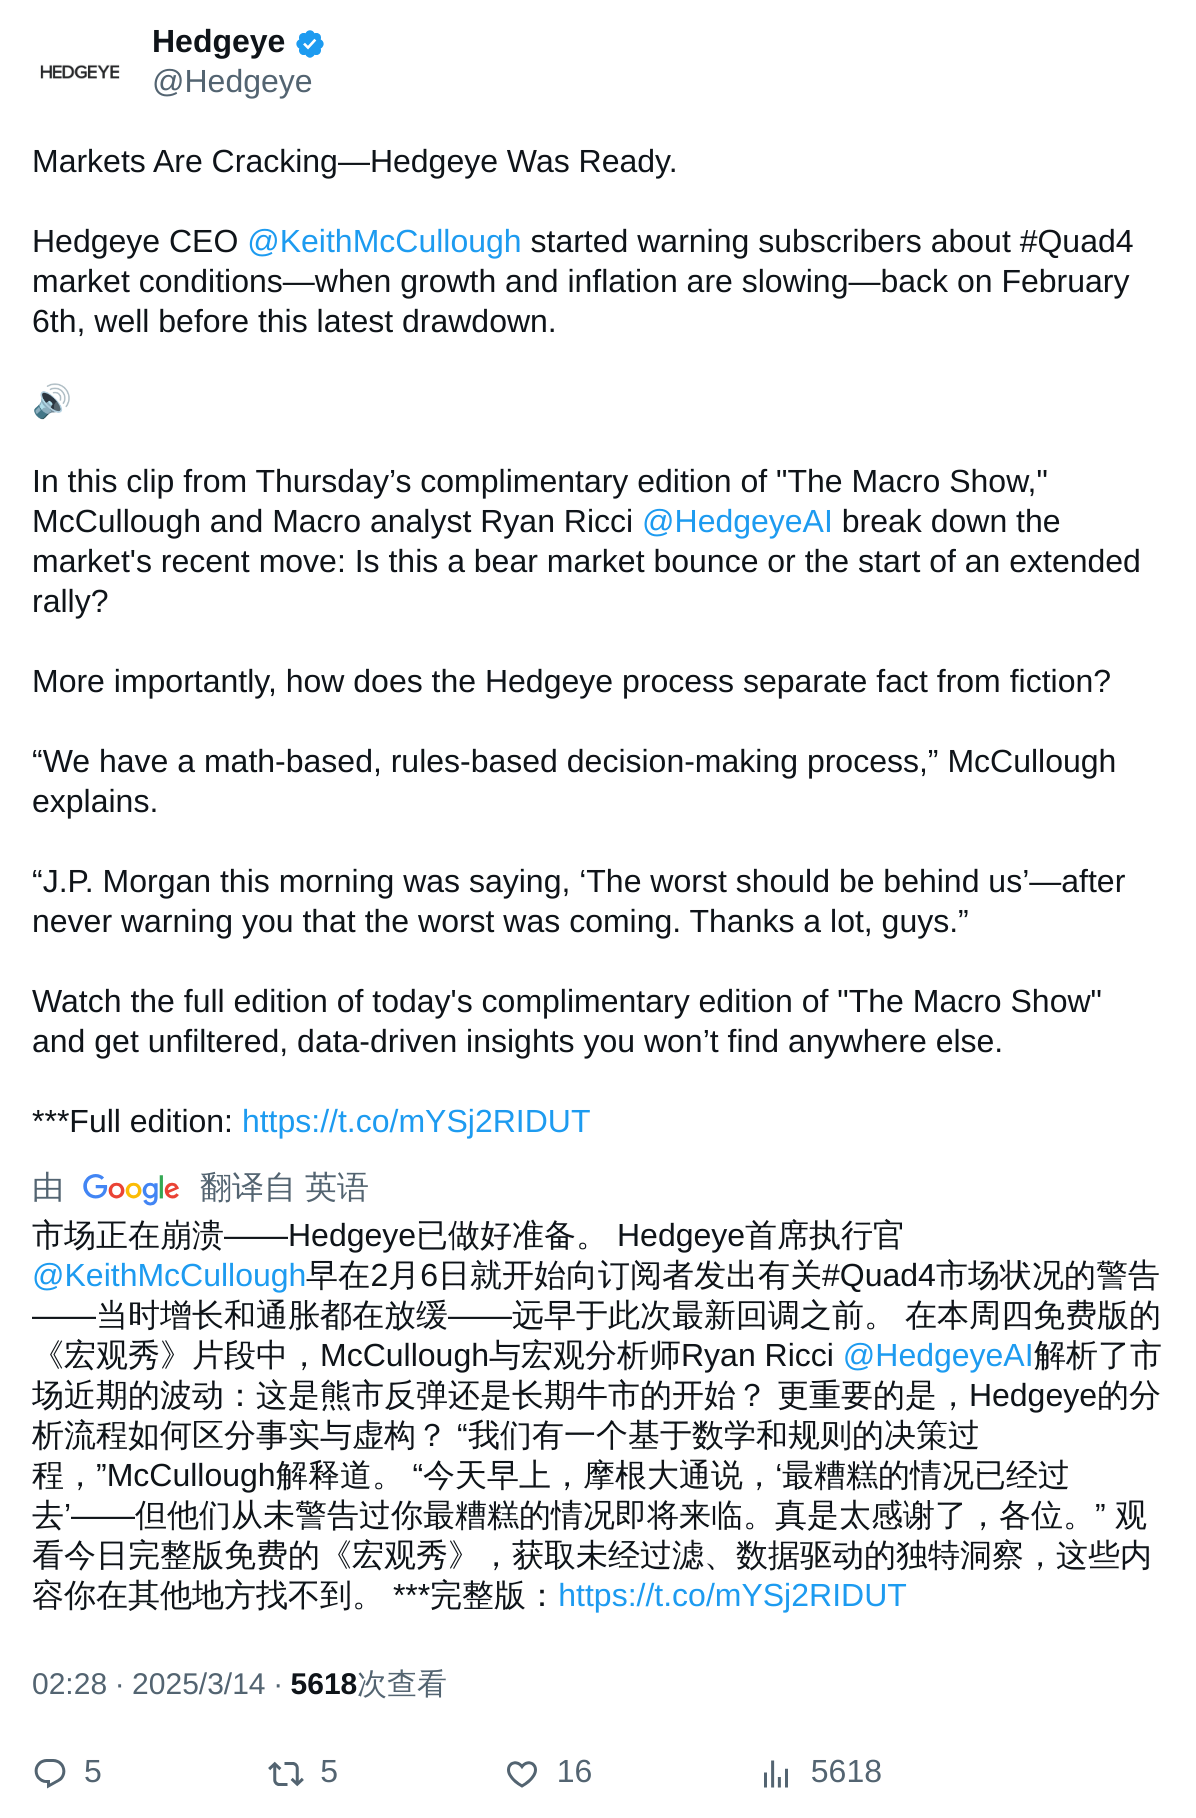 Hedgeye
HEDGEYE
@Hedgeye
Markets Are Cracking—Hedgeye Was Ready.
Hedgeye CEO @KeithMcCullough started warning subscribers about #Quad4
market conditions—when growth and inflation are slowing—back on February
6th, well before this latest drawdown.
🔊
In this clip from Thursday’s complimentary edition of "The Macro Show,"
McCullough and Macro analyst Ryan Ricci @HedgeyeAI break down the
market's recent move: Is this a bear market bounce or the start of an extended
rally?
More importantly, how does the Hedgeye process separate fact from fiction?
“We have a math-based, rules-based decision-making process,” McCullough
explains.
“J.P. Morgan this morning was saying, ‘The worst should be behind us’—after
never warning you that the worst was coming. Thanks a lot, guys.”
Watch the full edition of today's complimentary edition of "The Macro Show"
and get unfiltered, data-driven insights you won’t find anywhere else.
***Full edition: https://t.co/mYSj2RIDUT
由 Google 翻译自 英语
市场正在崩溃——Hedgeye已做好准备。 Hedgeye首席执行官
@KeithMcCullough早在2月6日就开始向订阅者发出有关#Quad4市场状况的警告
——当时增长和通胀都在放缓——远早于此次最新回调之前。 在本周四免费版的
《宏观秀》片段中，McCullough与宏观分析师Ryan Ricci @HedgeyeAI解析了市
场近期的波动：这是熊市反弹还是长期牛市的开始？ 更重要的是，Hedgeye的分
析流程如何区分事实与虚构？ “我们有一个基于数学和规则的决策过
程，”McCullough解释道。 “今天早上，摩根大通说，‘最糟糕的情况已经过
去’——但他们从未警告过你最糟糕的情况即将来临。真是太感谢了，各位。” 观
看今日完整版免费的《宏观秀》，获取未经过滤、数据驱动的独特洞察，这些内
容你在其他地方找不到。 ***完整版：https://t.co/mYSj2RIDUT
02:28 · 2025/3/14 · 5618次查看
5 5 16 5618